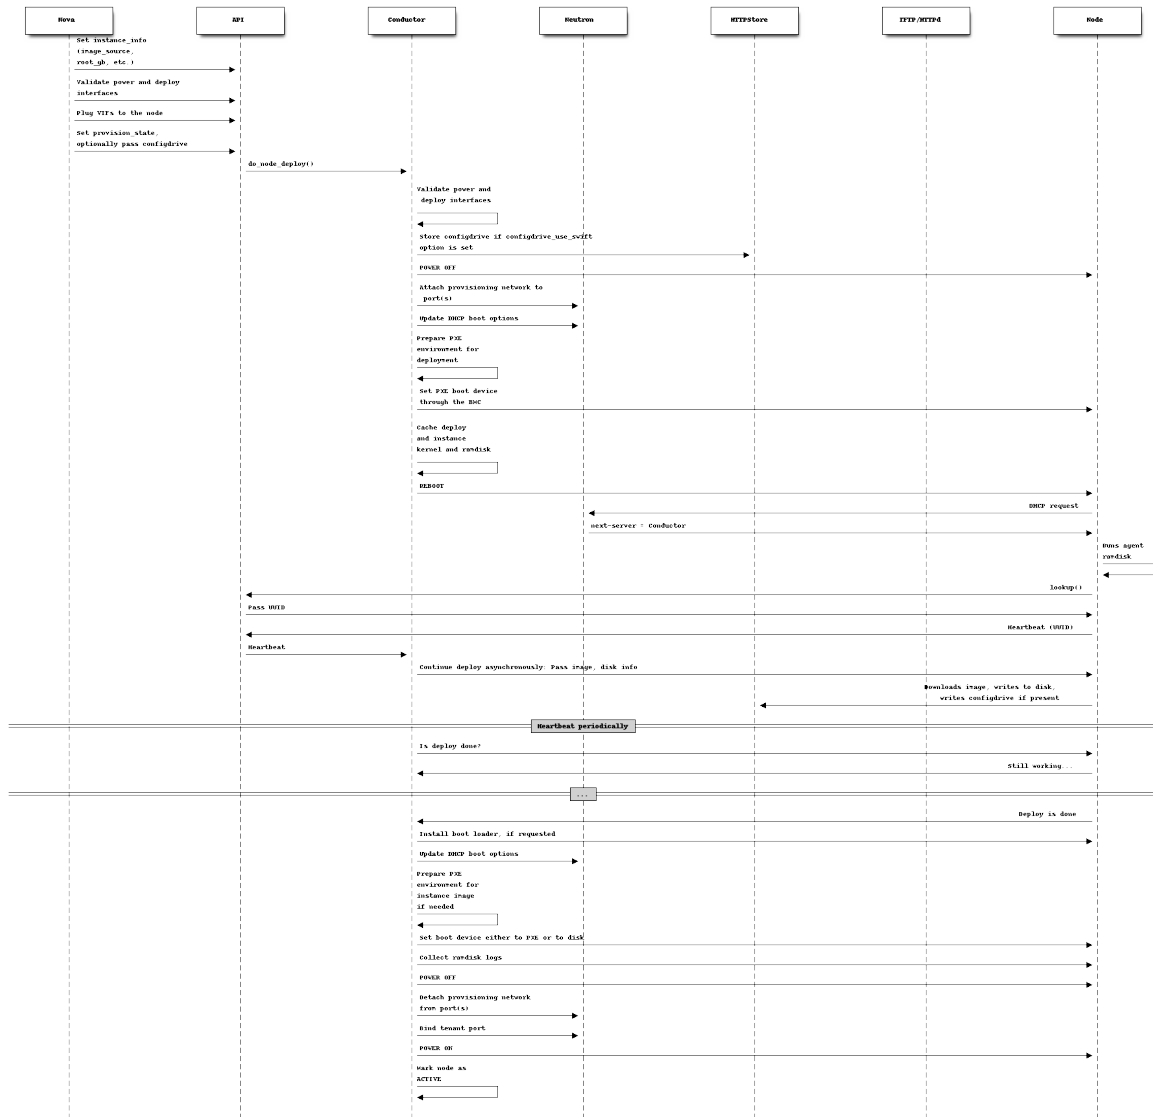 Nova
API
Conductor
Neutron
HTTPStore
TFTP/HTTPd
Node
Set instance_info
(image_source,
root_gb, etc.)
Validate power and deploy
interfaces
Plug VIFs to the node
Set provision_state,
optionally pass configdrive
do_node_deploy()
Validate power and
deploy interfaces
Store configdrive if configdrive_use_swift
option is set
POWER OFF
Attach provisioning network to
port(s)
Update DHCP boot options
Prepare PXE
environment for
deployment
Set PXE boot device
through the BMC
Cache deploy
and instance
kernel and ramdisk
REBOOT
DHCP request
next-server = Conductor
Runs agent
ramdisk
lookup()
Pass UUID
Heartbeat (UUID)
Heartbeat
Continue deploy asynchronously: Pass image, disk info
Downloads image, writes to disk,
writes configdrive if present
Heartbeat periodically
Is deploy done?
Still working...
...
Deploy is done
Install boot loader, if requested
Update DHCP boot options
Prepare PXE
environment for
instance image
if needed
Set boot device either to PXE or to disk
Collect ramdisk logs
POWER OFF
Detach provisioning network
from port(s)
Bind tenant port
POWER ON
Mark node as
ACTIVE